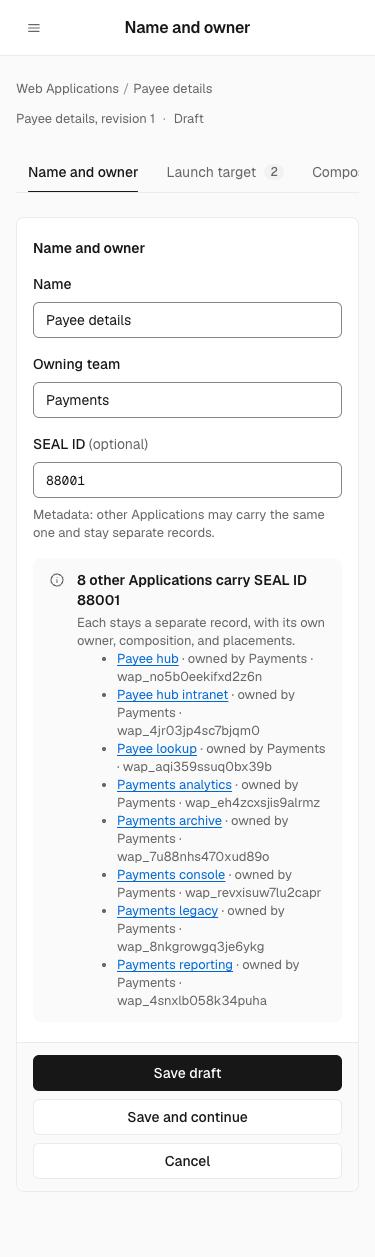 Name and owner
Web Applications / Payee details
Payee details, revision 1 · Draft
Name and owner
Launch target 2
Compo
Name and owner
Name
Payee details
Owning team
Payments
SEAL ID (optional)
88001
Metadata: other Applications may carry the same
one and stay separate records.
8 other Applications carry SEAL ID
88001
Each stays a separate record, with its own
owner, composition, and placements.
• Payee hub · owned by Payments ·
wap_no5b0eekifxd2z6n
• Payee hub intranet · owned by
Payments ·
wap_4jr03jp4sc7bjqm0
• Payee lookup · owned by Payments
· wap_aqi359ssuq0bx39b
• Payments analytics · owned by
Payments · wap_eh4zcxsjis9alrmz
• Payments archive · owned by
Payments ·
wap_7u88nhs470xud89o
• Payments console · owned by
Payments · wap_revxisuw7lu2capr
• Payments legacy · owned by
Payments ·
wap_8nkgrowgq3je6ykg
• Payments reporting · owned by
Payments ·
wap_4snxlb058k34puha
Save draft
Save and continue
Cancel